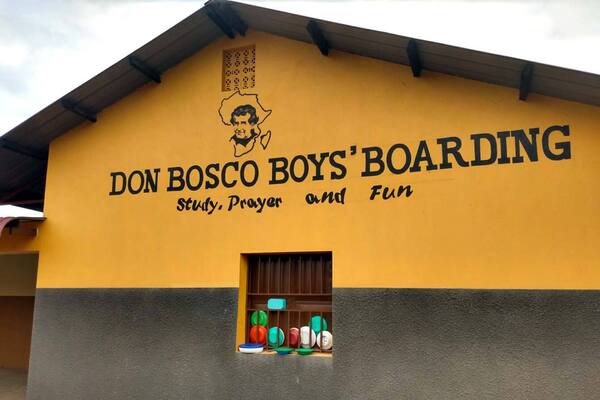 DON BOSCO BOYS' BOARDING
Study, Prayer and Fun